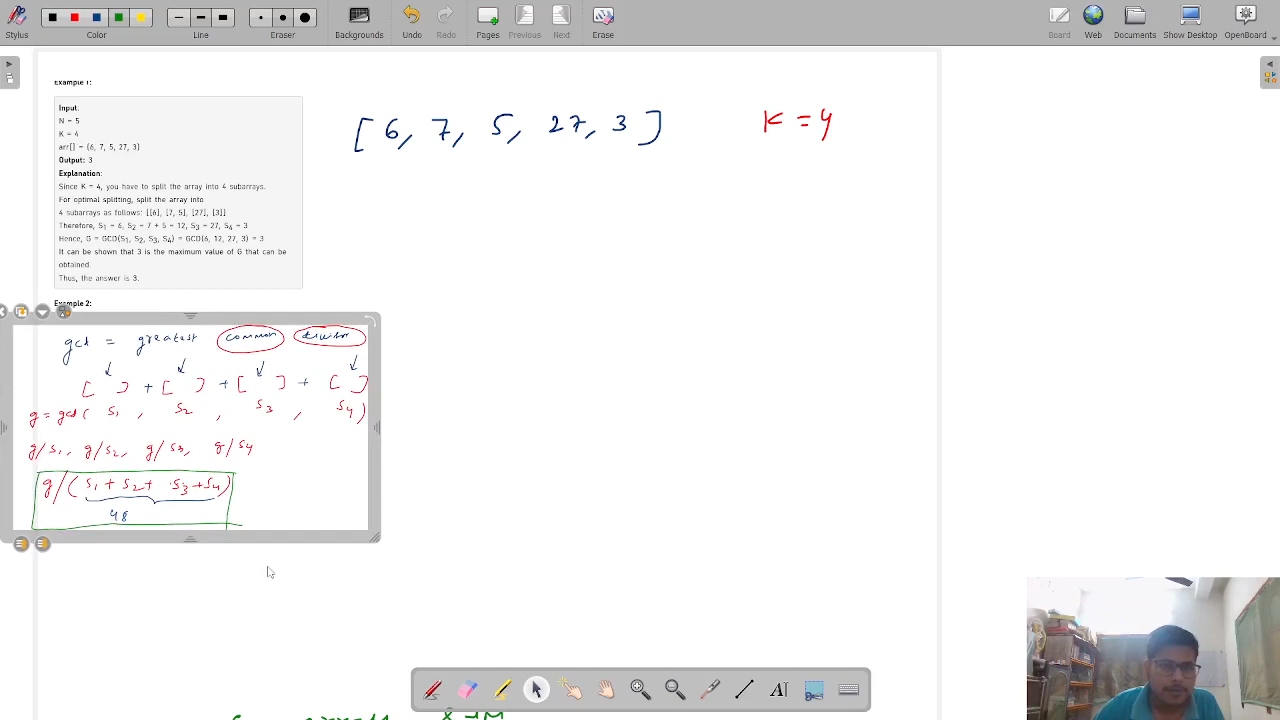 Stylus Color Line Eraser Backgrounds Undo Redo Pages Previous Next Erase Board Web Documents Show Desktop OpenBoard
Example 1:
Input:
N = 5
K = 4
arr[] = {6, 7, 5, 27, 3}
Output: 3
Explanation:
Since K = 4, you have to split the array into 4 subarrays.
For optimal splitting, split the array into
4 subarrays as follows: [[6], [7, 5], [27], [3]]
Therefore, S1 = 6, S2 = 7 + 5 = 12, S3 = 27, S4 = 3
Hence, G = GCD(S1, S2, S3, S4) = GCD(6, 12, 27, 3) = 3
It can be shown that 3 is the maximum value of G that can be
obtained.
Thus, the answer is 3.
Example 2:
[ 6, 7, 5, 27, 3 ] K = 4
gcd = greatest common divisor
[ ] + [ ] + [ ] + [ ]
g = gcd( s1 , s2 , s3 , s4 )
g/s1, g/s2, g/s3, g/s4
g/( s1 + s2 + s3 + s4 )
48